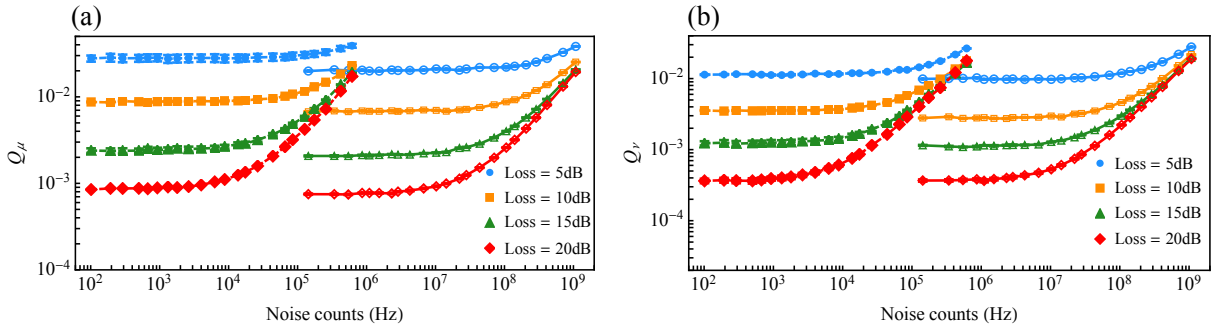 (a)
Q_μ
10^−2
10^−3
10^−4
Loss = 5dB
Loss = 10dB
Loss = 15dB
Loss = 20dB
10^2 10^3 10^4 10^5 10^6 10^7 10^8 10^9
Noise counts (Hz)
(b)
Q_ν
10^−2
10^−3
10^−4
Loss = 5dB
Loss = 10dB
Loss = 15dB
Loss = 20dB
10^2 10^3 10^4 10^5 10^6 10^7 10^8 10^9
Noise counts (Hz)